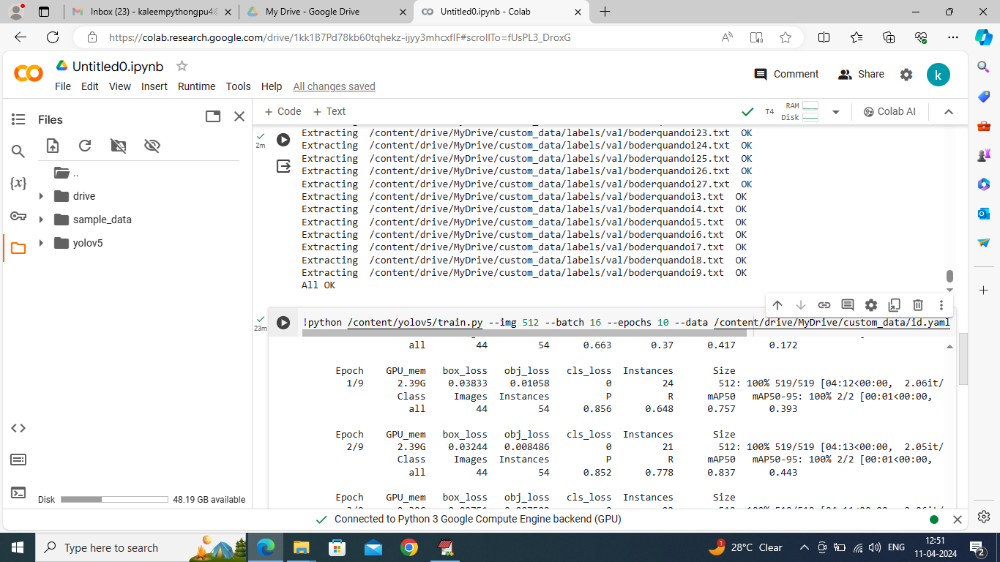 Inbox (23) - kaleempythongpu4@
My Drive - Google Drive
Untitled0.ipynb - Colab
https://colab.research.google.com/drive/1kk1B7Pd78kb60tqhekz-ijyy3mhcxfIF#scrollTo=fUsPL3_DroxG
CO Untitled0.ipynb
Comment Share k
File Edit View Insert Runtime Tools Help All changes saved
Files
+ Code + Text
T4 RAM Disk
Colab AI
{x}
..
drive
sample_data
yolov5
Disk 48.19 GB available
2m
Extracting /content/drive/MyDrive/custom_data/labels/val/boderquandoi23.txt OK
Extracting /content/drive/MyDrive/custom_data/labels/val/boderquandoi24.txt OK
Extracting /content/drive/MyDrive/custom_data/labels/val/boderquandoi25.txt OK
Extracting /content/drive/MyDrive/custom_data/labels/val/boderquandoi26.txt OK
Extracting /content/drive/MyDrive/custom_data/labels/val/boderquandoi27.txt OK
Extracting /content/drive/MyDrive/custom_data/labels/val/boderquandoi3.txt OK
Extracting /content/drive/MyDrive/custom_data/labels/val/boderquandoi4.txt OK
Extracting /content/drive/MyDrive/custom_data/labels/val/boderquandoi5.txt OK
Extracting /content/drive/MyDrive/custom_data/labels/val/boderquandoi6.txt OK
Extracting /content/drive/MyDrive/custom_data/labels/val/boderquandoi7.txt OK
Extracting /content/drive/MyDrive/custom_data/labels/val/boderquandoi8.txt OK
Extracting /content/drive/MyDrive/custom_data/labels/val/boderquandoi9.txt OK
All OK
23m
!python /content/yolov5/train.py --img 512 --batch 16 --epochs 10 --data /content/drive/MyDrive/custom_data/id.yaml
all 44 54 0.663 0.37 0.417 0.172
Epoch GPU_mem box_loss obj_loss cls_loss Instances Size
1/9 2.39G 0.03833 0.01058 0 24 512: 100% 519/519 [04:12<00:00, 2.06it/
Class Images Instances P R mAP50 mAP50-95: 100% 2/2 [00:01<00:00,
all 44 54 0.856 0.648 0.757 0.393
Epoch GPU_mem box_loss obj_loss cls_loss Instances Size
2/9 2.39G 0.03244 0.008486 0 21 512: 100% 519/519 [04:13<00:00, 2.05it/
Class Images Instances P R mAP50 mAP50-95: 100% 2/2 [00:01<00:00,
all 44 54 0.852 0.778 0.837 0.443
Epoch GPU_mem box_loss obj_loss cls_loss Instances Size
Connected to Python 3 Google Compute Engine backend (GPU)
Type here to search
1
28°C Clear
ENG
12:51
11-04-2024
2